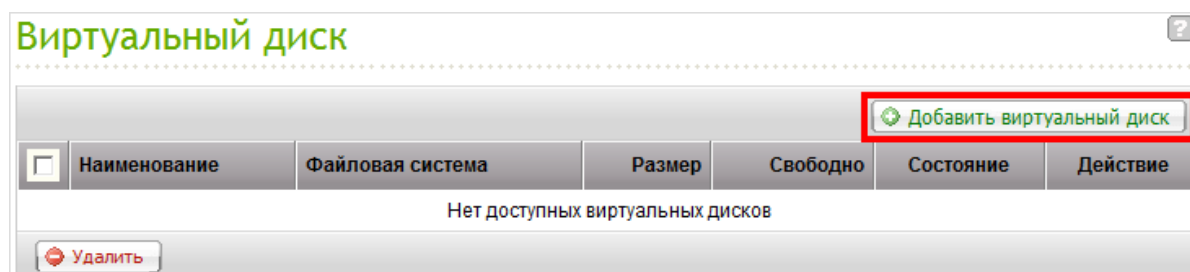 Виртуальный диск
?
Добавить виртуальный диск
Наименование Файловая система Размер Свободно Состояние Действие
Нет доступных виртуальных дисков
Удалить